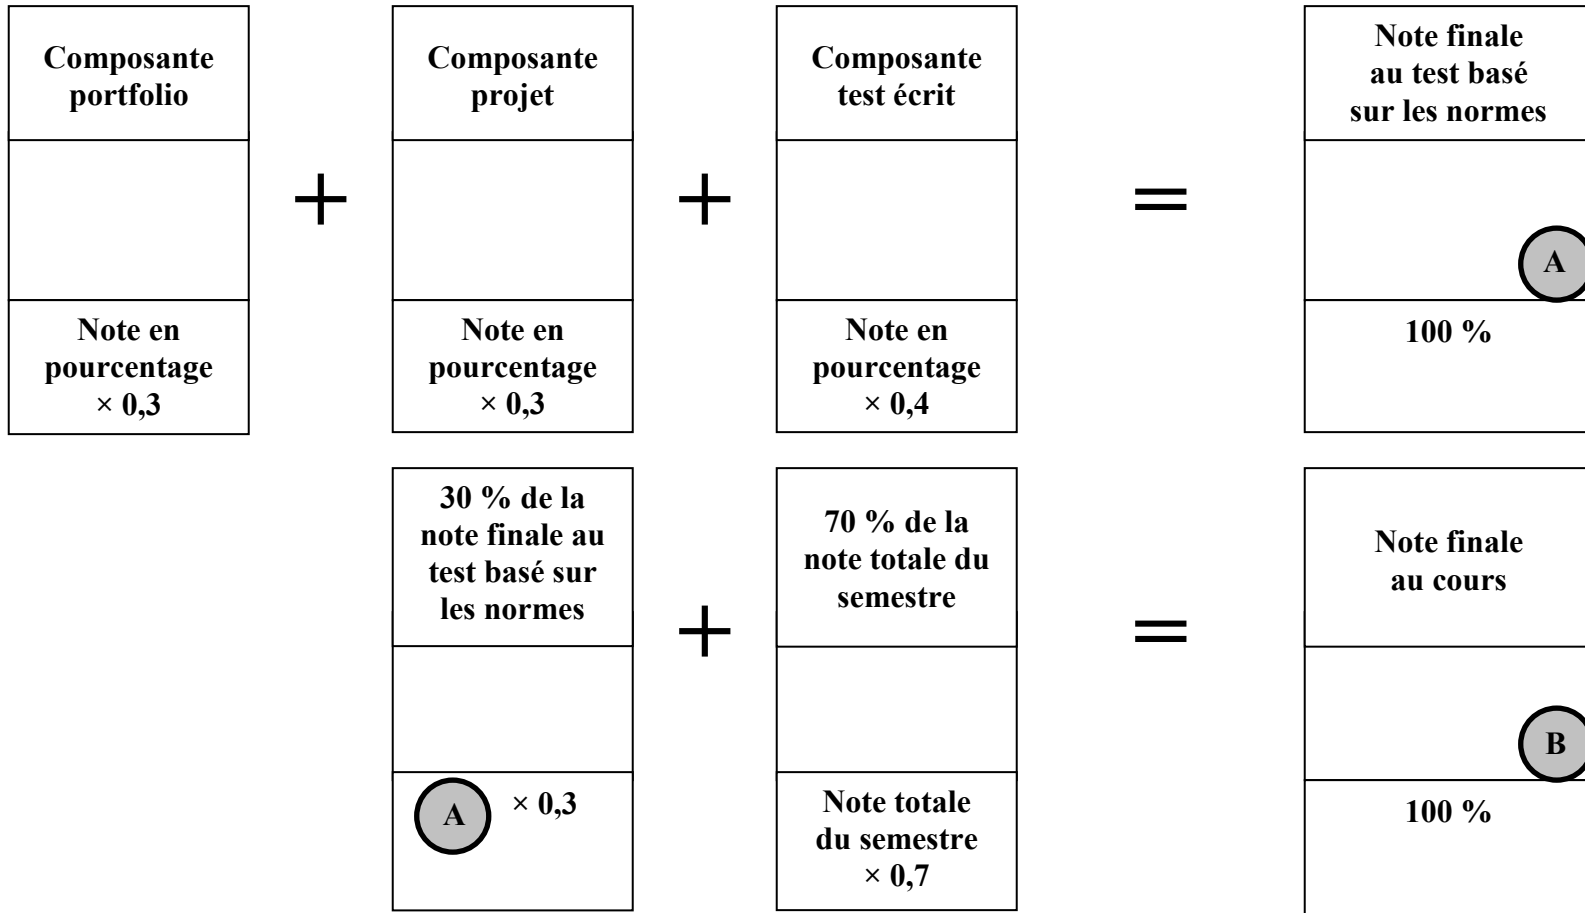 Composante
portfolio
Note en
pourcentage
× 0,3
+
Composante
projet
Note en
pourcentage
× 0,3
+
Composante
test écrit
Note en
pourcentage
× 0,4
=
Note finale
au test basé
sur les normes
A
100 %
30 % de la
note finale au
test basé sur
les normes
A × 0,3
+
70 % de la
note totale du
semestre
Note totale
du semestre
× 0,7
=
Note finale
au cours
B
100 %